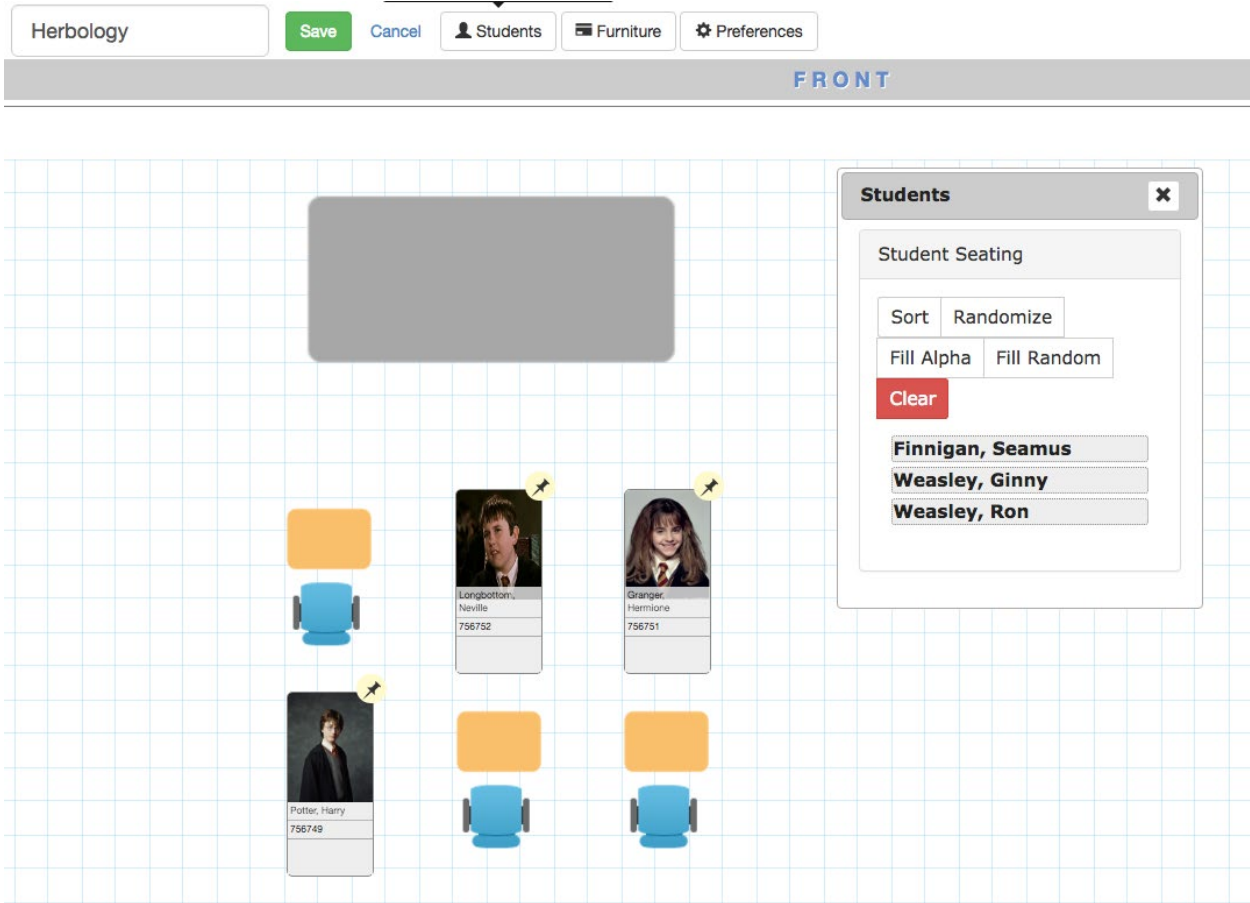 Herbology
Save Cancel Students Furniture Preferences
FRONT
Students
Student Seating
Sort Randomize
Fill Alpha Fill Random
Clear
Finnigan, Seamus
Weasley, Ginny
Weasley, Ron
Longbottom,
Neville
756752
Granger,
Hermione
756751
Potter, Harry
756749